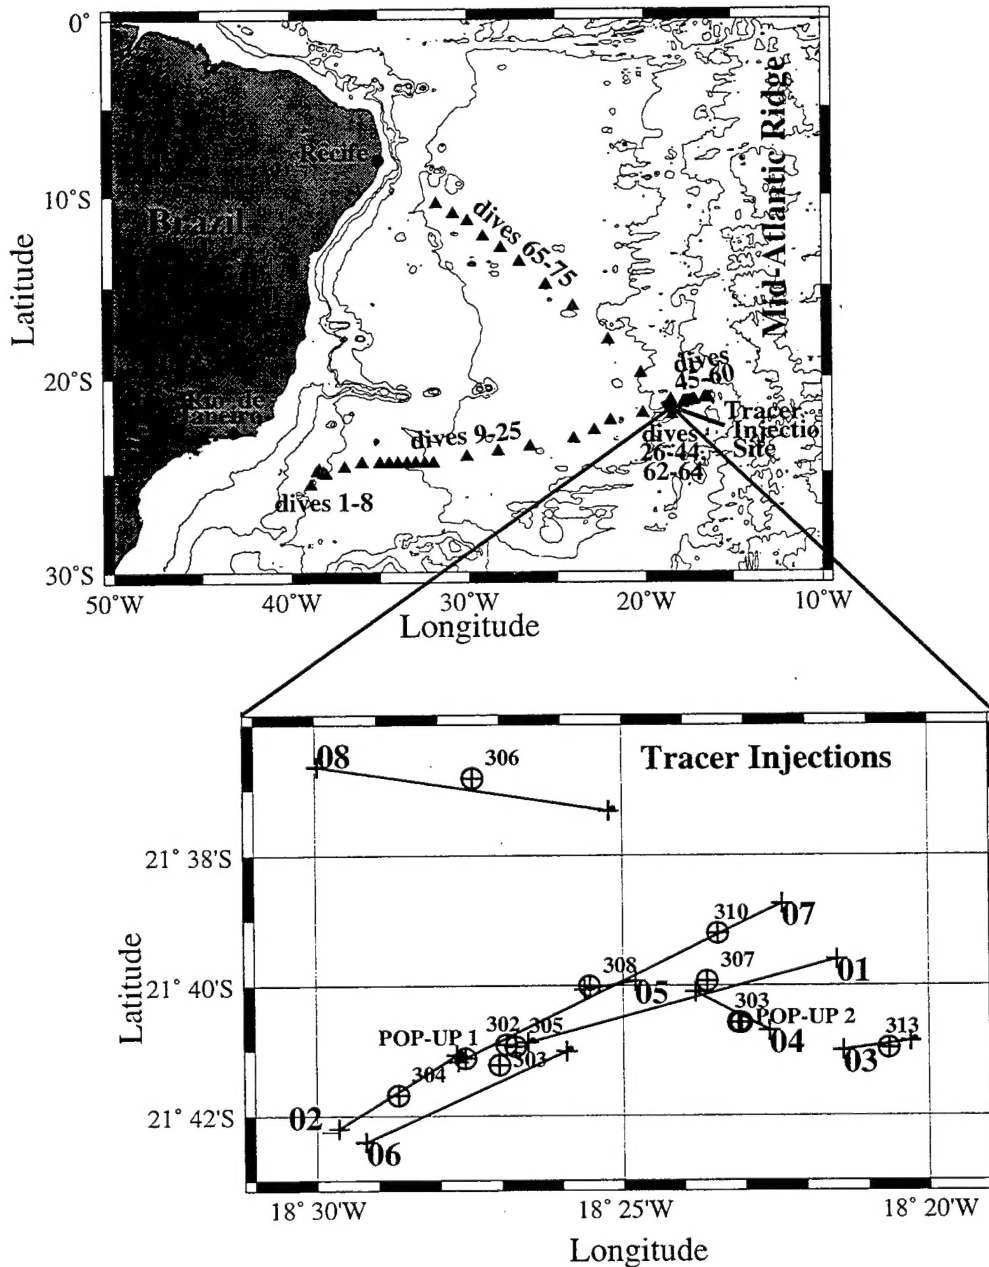 0°
Latitude
10°S
20°S
30°S
50°W
40°W
30°W
20°W
10°W
Longitude
Recife
Brazil
Rio de
Janeiro
Mid-Atlantic Ridge
dives 65-75
dives
45-60
dives 9-25
dives 1-8
dives
26-44;
62-64
Tracer
Injectio
Site
Tracer Injections
08
306
21° 38'S
310
07
308
307
01
21° 40'S
05
303
POP-UP 2
04
313
03
POP-UP 1
302
305
303
304
21° 42'S
02
06
Latitude
18° 30'W
18° 25'W
18° 20'W
Longitude